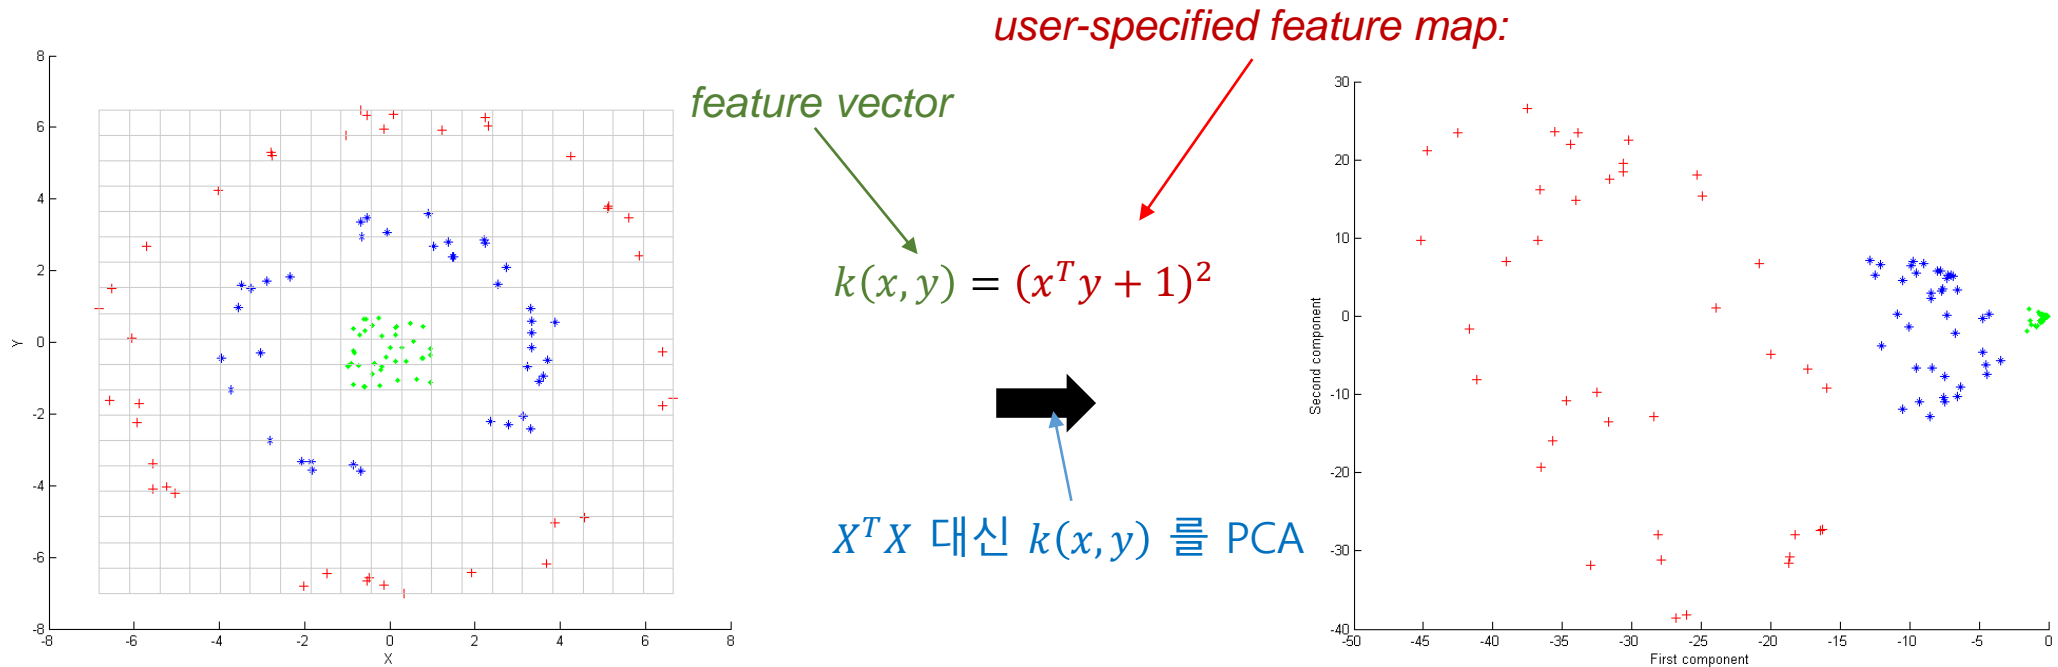 user-specified feature map:
feature vector
k(x, y) = (x^T y + 1)^2
X^T X 대신 k(x, y) 를 PCA
8
6
4
2
0
-2
-4
-6
-8
Y
-8 -6 -4 -2 0 2 4 6 8
X
30
20
10
0
-10
-20
-30
-40
Second component
-50 -45 -40 -35 -30 -25 -20 -15 -10 -5 0
First component